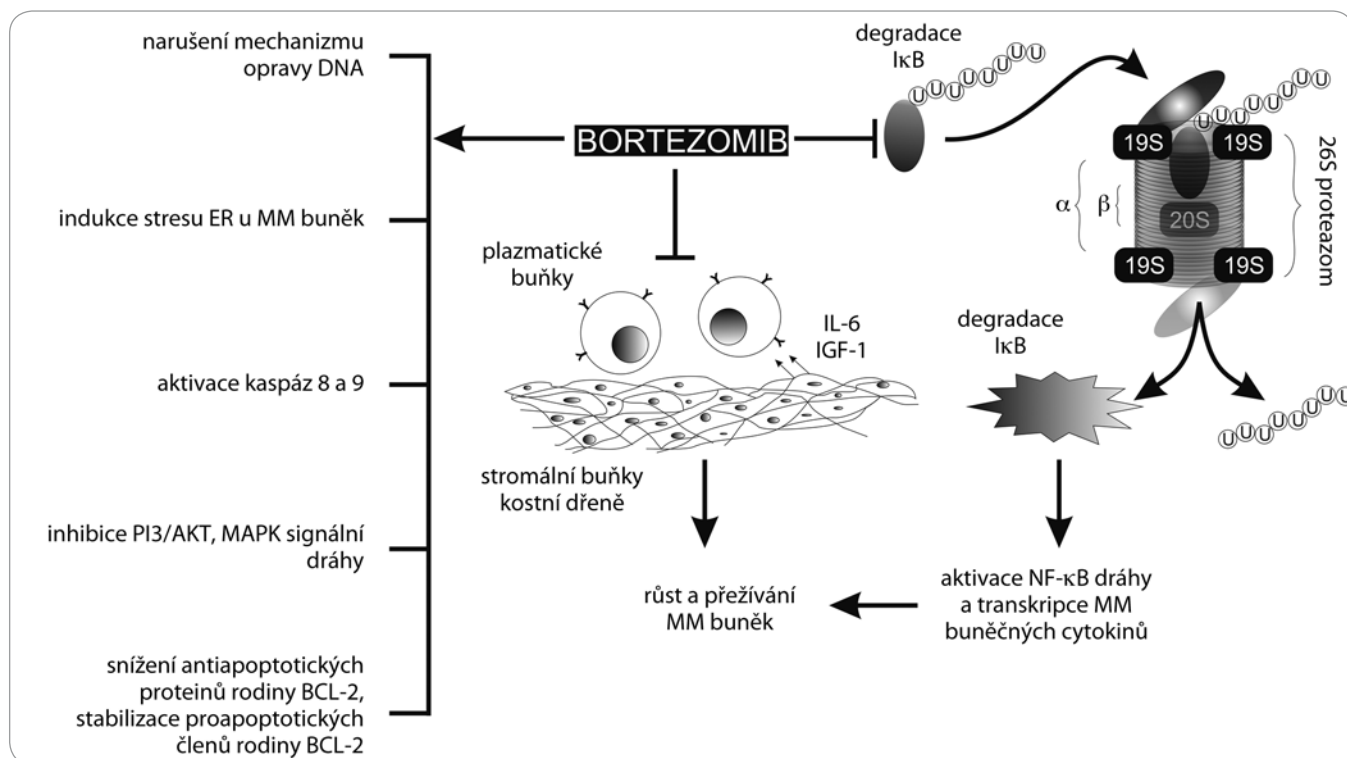 narušení mechanizmu
opravy DNA
indukce stresu ER u MM buněk
aktivace kaspáz 8 a 9
inhibice PI3/AKT, MAPK signální
dráhy
snížení antiapoptotických
proteinů rodiny BCL-2,
stabilizace proapoptotických
členů rodiny BCL-2
BORTEZOMIB
degradace
IκB
UUUUUUUU
plazmatické
buňky
IL-6
IGF-1
stromální buňky
kostní dřeně
růst a přežívání
MM buněk
UUUUUUUU
19S
19S
α
β
20S
19S
19S
26S proteazom
degradace
IκB
UUUUUUUU
aktivace NF-κB dráhy
a transkripce MM
buněčných cytokinů